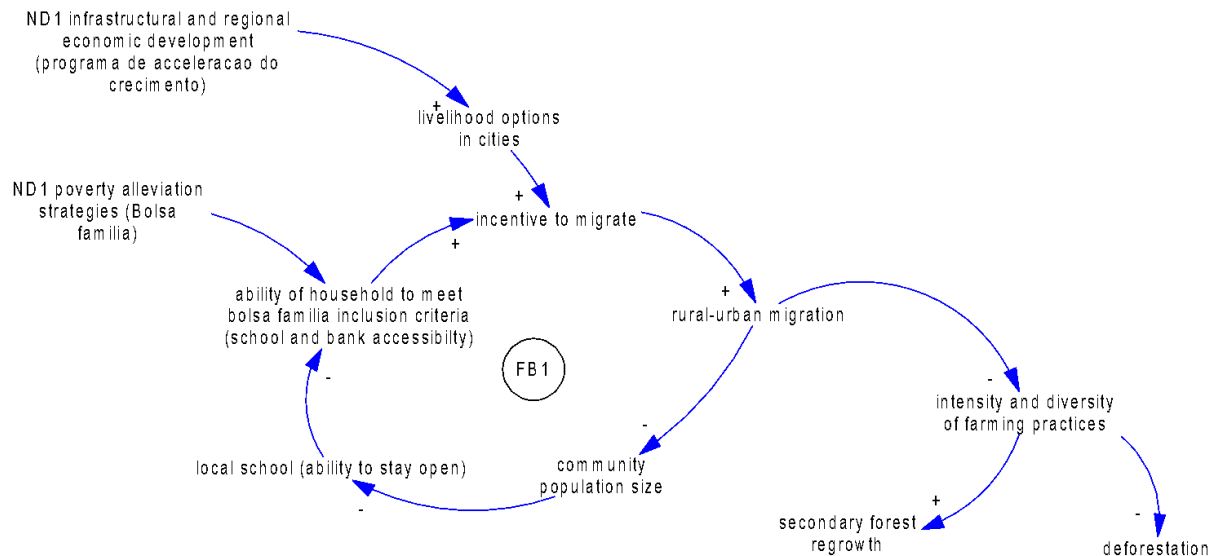 ND1 infrastructural and regional
economic development
(programa de acceleracao do
crecimento)
+
livelihood options
in cities
ND1 poverty alleviation
strategies (Bolsa
familia)
+
incentive to migrate
+
ability of household to meet
bolsa familia inclusion criteria
(school and bank accessibilty)
+
rural-urban migration
FB1
-
-
intensity and diversity
of farming practices
local school (ability to stay open)
-
-
community
population size
+
secondary forest
regrowth
-
deforestation